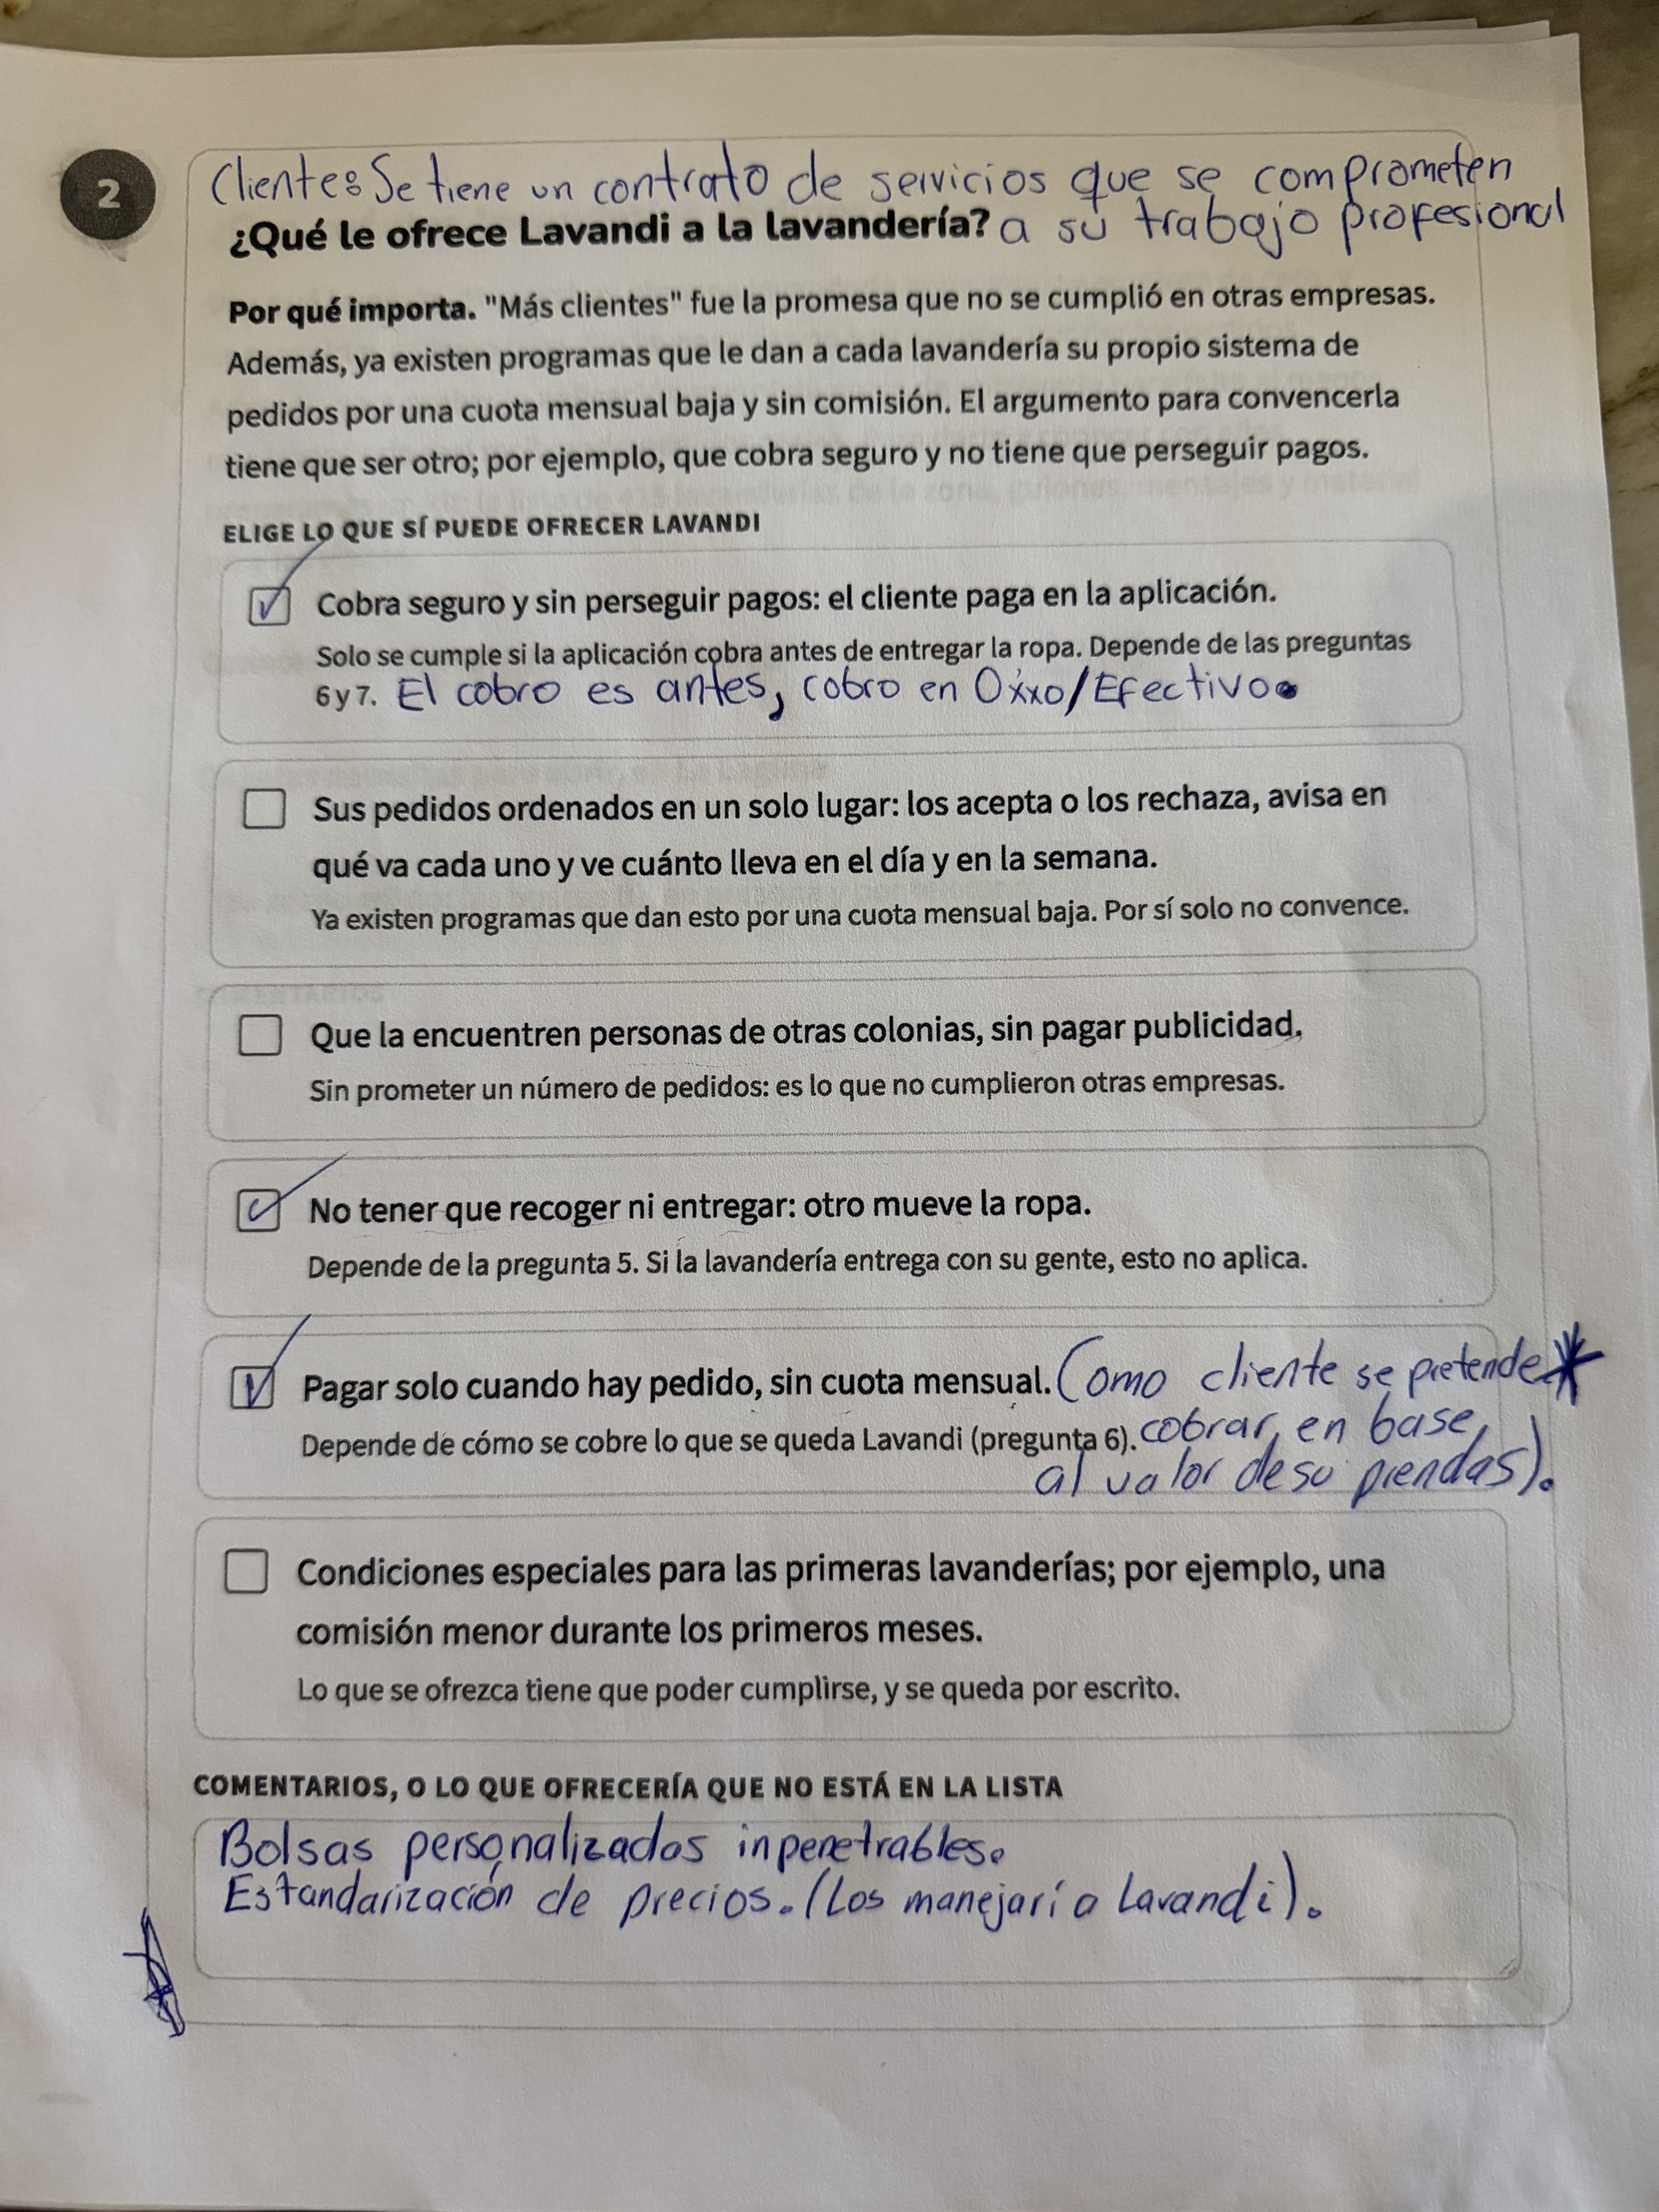 2
Clientes Se tiene un contrato de servicios que se comprometen
¿Qué le ofrece Lavandi a la lavandería? a su trabajo profesional
Por qué importa. "Más clientes" fue la promesa que no se cumplió en otras empresas.
Además, ya existen programas que le dan a cada lavandería su propio sistema de
pedidos por una cuota mensual baja y sin comisión. El argumento para convencerla
tiene que ser otro; por ejemplo, que cobra seguro y no tiene que perseguir pagos.
ELIGE LO QUE SÍ PUEDE OFRECER LAVANDI
Cobra seguro y sin perseguir pagos: el cliente paga en la aplicación.
Solo se cumple si la aplicación cobra antes de entregar la ropa. Depende de las preguntas
6 y 7. El cobro es antes, cobro en Oxxo/Efectivo.
Sus pedidos ordenados en un solo lugar: los acepta o los rechaza, avisa en
qué va cada uno y ve cuánto lleva en el día y en la semana.
Ya existen programas que dan esto por una cuota mensual baja. Por sí solo no convence.
Que la encuentren personas de otras colonias, sin pagar publicidad.
Sin prometer un número de pedidos: es lo que no cumplieron otras empresas.
No tener que recoger ni entregar: otro mueve la ropa.
Depende de la pregunta 5. Si la lavandería entrega con su gente, esto no aplica.
Pagar solo cuando hay pedido, sin cuota mensual. (Como cliente se pretende *
Depende de cómo se cobre lo que se queda Lavandi (pregunta 6). cobrar en base
al valor de su prendas).
Condiciones especiales para las primeras lavanderías; por ejemplo, una
comisión menor durante los primeros meses.
Lo que se ofrezca tiene que poder cumplirse, y se queda por escrito.
COMENTARIOS, O LO QUE OFRECERÍA QUE NO ESTÁ EN LA LISTA
Bolsas personalizados inpenetrables.
Estandarización de precios. (Los manejaría Lavandi).